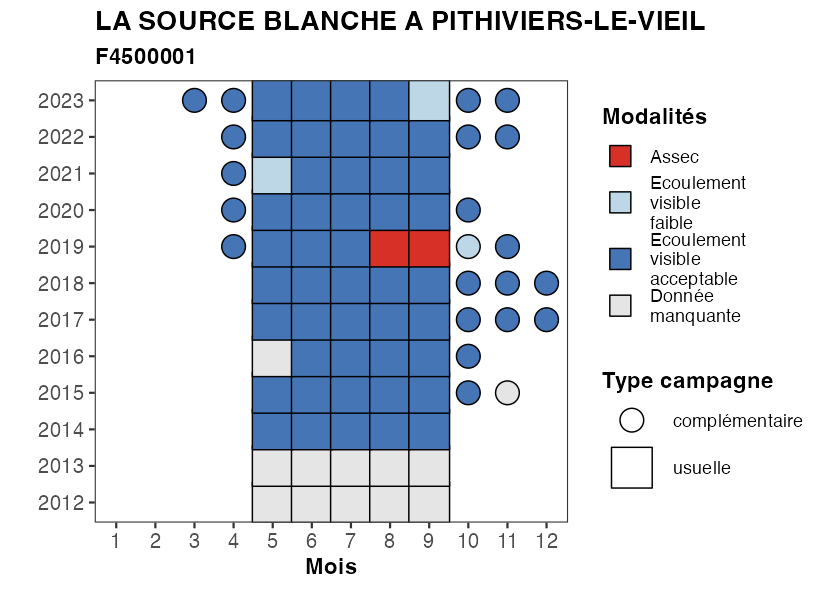 LA SOURCE BLANCHE A PITHIVIERS-LE-VIEIL
F4500001
2023
2022
2021
2020
2019
2018
2017
2016
2015
2014
2013
2012
1 2 3 4 5 6 7 8 9 10 11 12
Mois
Modalités
Assec
Ecoulement
visible
faible
Ecoulement
visible
acceptable
Donnée
manquante
Type campagne
complémentaire
usuelle